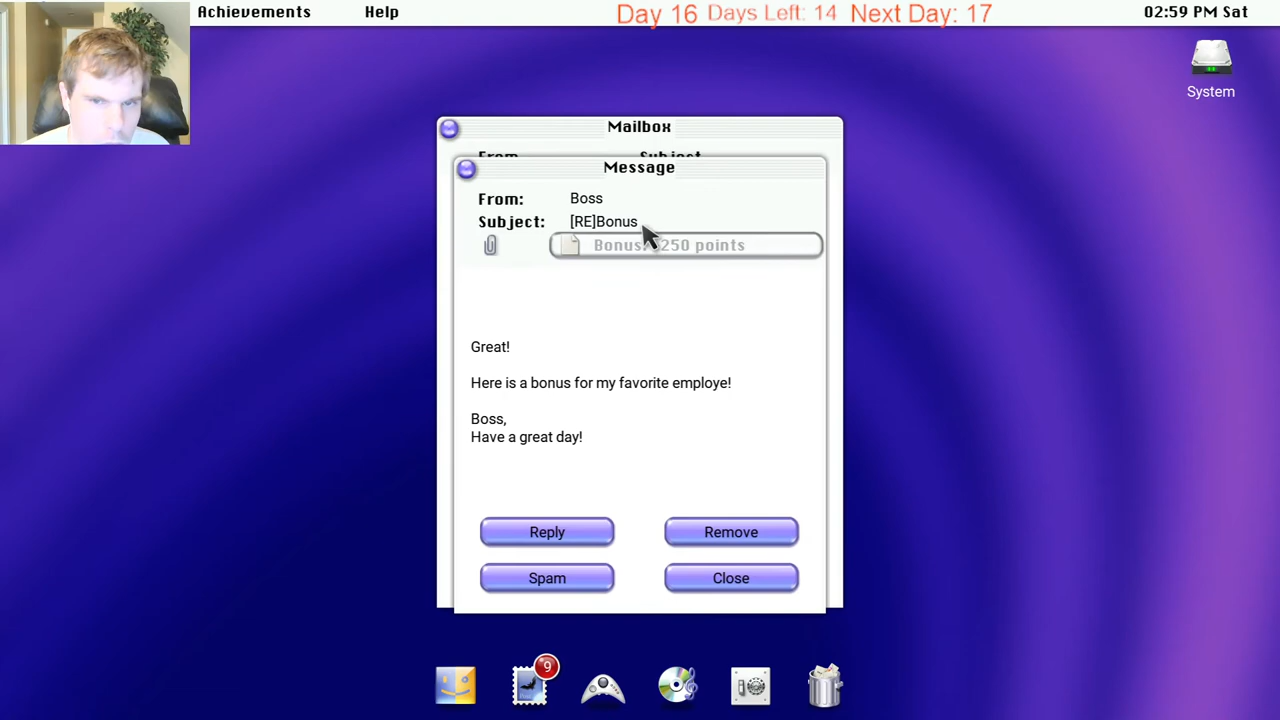 Achievements Help Day 16 Days Left: 14 Next Day: 17 02:59 PM Sat
System
Mailbox
From Subject
Message
From: Boss
Subject: [RE]Bonus
Bonus: 250 points
Great!
Here is a bonus for my favorite employe!
Boss,
Have a great day!
Reply Remove
Spam Close
9